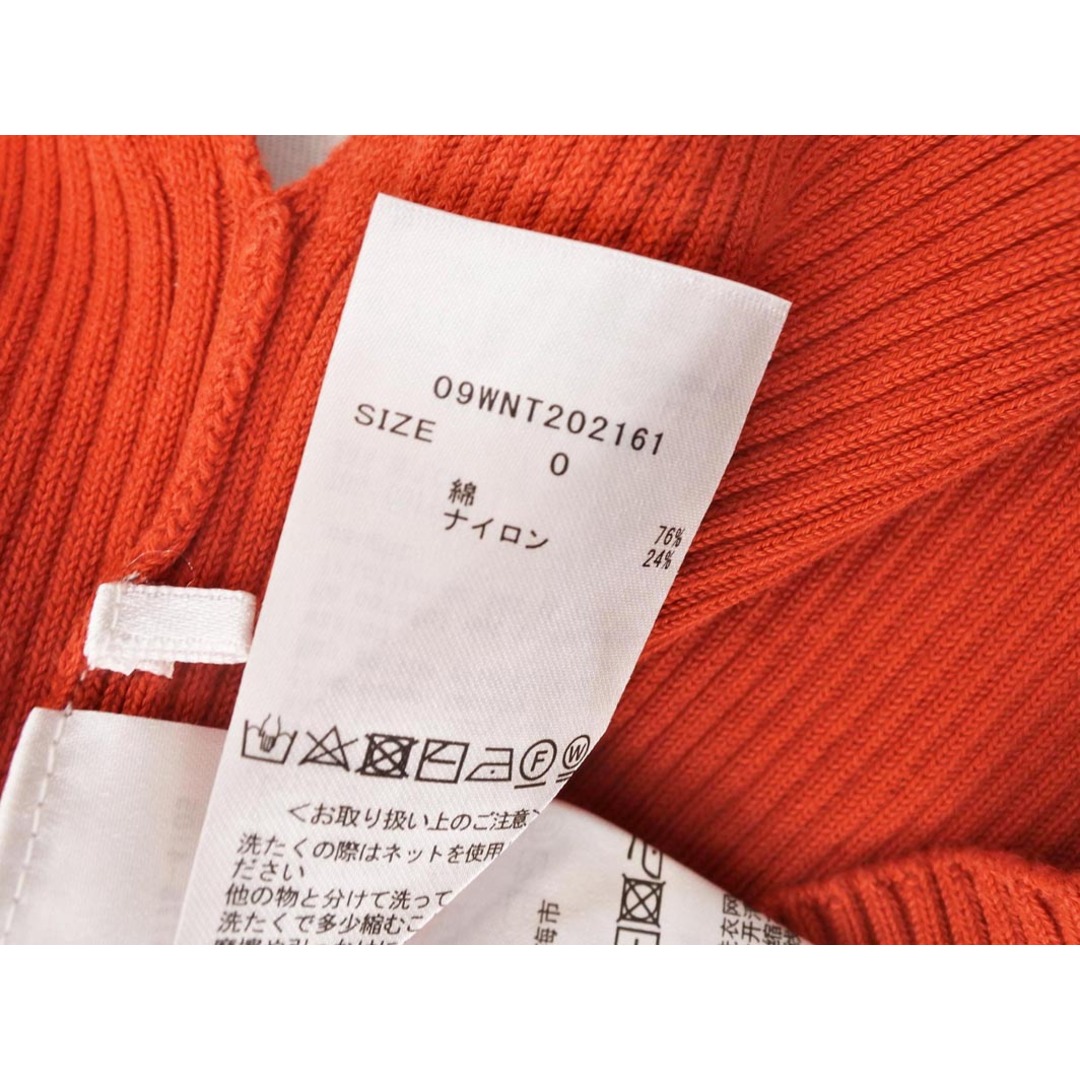 09WNT202161
SIZE 0
綿 76%
ナイロン 24%
F W
<お取り扱い上のご注意>
洗たくの際はネットを使用
ださい
他の物と分けて洗って
洗たくで多少縮むこ
海市